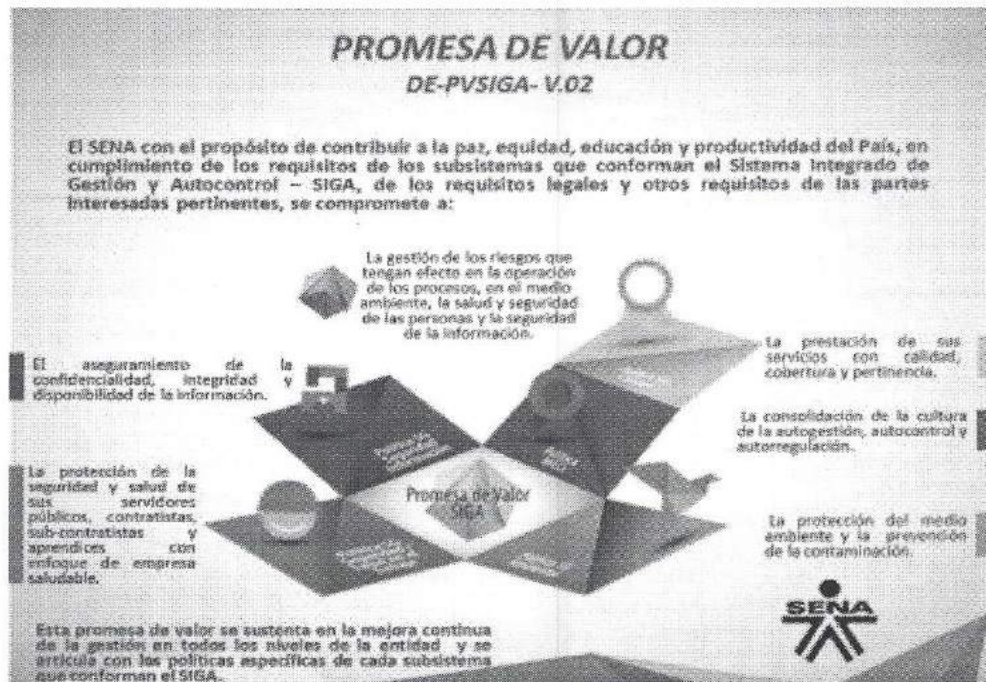 PROMESA DE VALOR
DE-PVSIGA- V.02
El SENA con el propósito de contribuir a la paz, equidad, educación y productividad del País, en
cumplimiento de los requisitos de los subsistemas que conforman el Sistema Integrado de
Gestión y Autocontrol – SIGA, de los requisitos legales y otros requisitos de las partes
interesadas pertinentes, se compromete a:
La gestión de los riesgos que
tengan efecto en la operación
de los procesos, en el medio
ambiente, la salud y seguridad
de las personas y la seguridad
de la información.
El aseguramiento de la
confidencialidad, integridad y
disponibilidad de la información.
La protección de la
seguridad y salud de
sus servidores
públicos, contratistas,
sub-contratistas y
aprendices con
enfoque de empresa
saludable.
La prestación de sus
servicios con calidad,
cobertura y pertinencia.
La consolidación de la cultura
de la autogestión, autocontrol y
autorregulación.
La protección del medio
ambiente y la prevención
de la contaminación.
Promesa de Valor
SIGA
SENA
Esta promesa de valor se sustenta en la mejora continua
de la gestión en todos los niveles de la entidad y se
articula con las políticas específicas de cada subsistema
que conforman el SIGA.